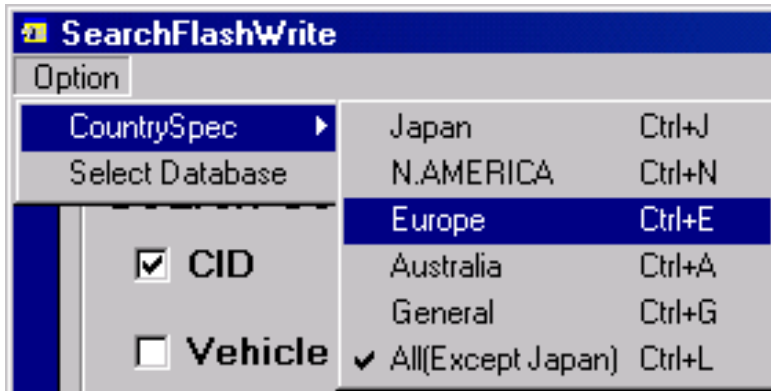 SearchFlashWrite
Option
CountrySpec
Select Database
Japan Ctrl+J
N.AMERICA Ctrl+N
Europe Ctrl+E
Australia Ctrl+A
General Ctrl+G
All(Except Japan) Ctrl+L
CID
Vehicle